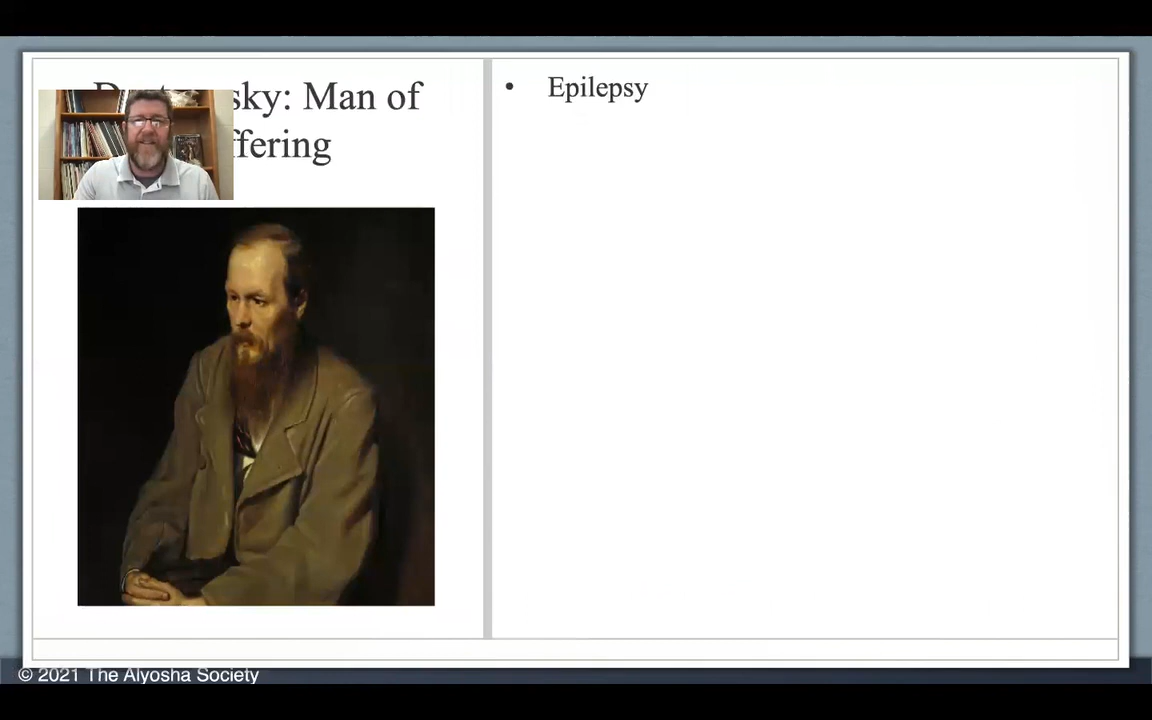 sky: Man of
ffering
• Epilepsy
© 2021 The Alyosha Society